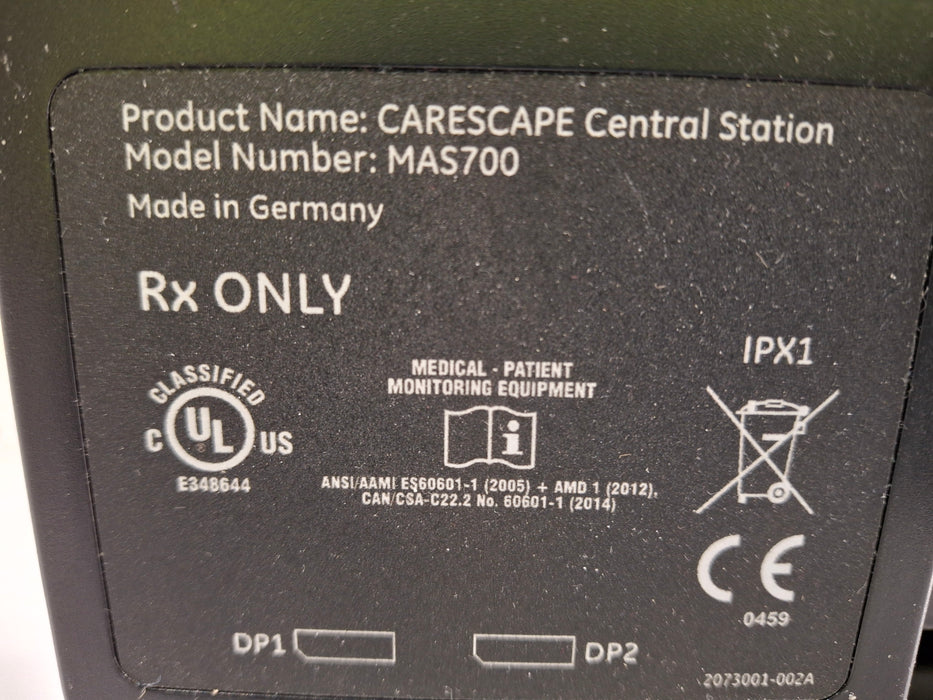 Product Name: CARESCAPE Central Station
Model Number: MAS700
Made in Germany
Rx ONLY
IPX1
CLASSIFIED
C UL US
®
E348644
MEDICAL - PATIENT
MONITORING EQUIPMENT
i
ANSI/AAMI ES60601-1 (2005) + AMD 1 (2012),
CAN/CSA-C22.2 No. 60601-1 (2014)
CE
0459
DP1
DP2
2073001-002A